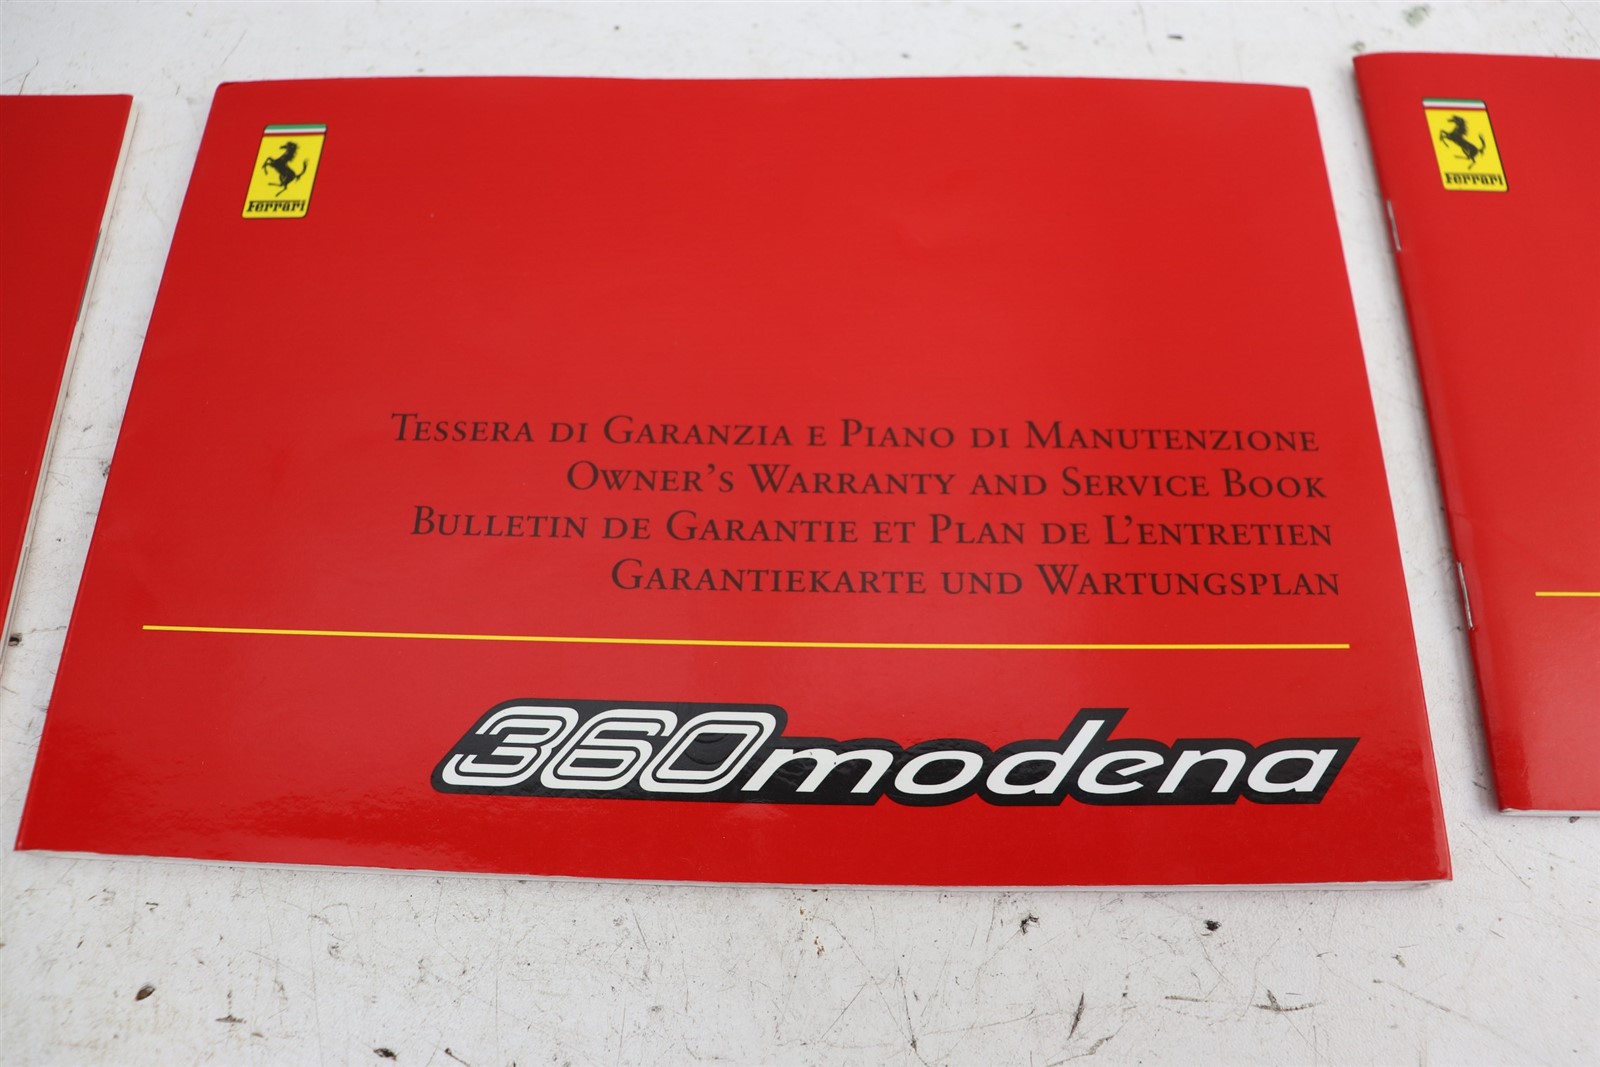 Ferrari
Tessera di Garanzia e Piano di Manutenzione
Owner's Warranty and Service Book
Bulletin de Garantie et Plan de L'entretien
Garantiekarte und Wartungsplan
360modena
Ferrari